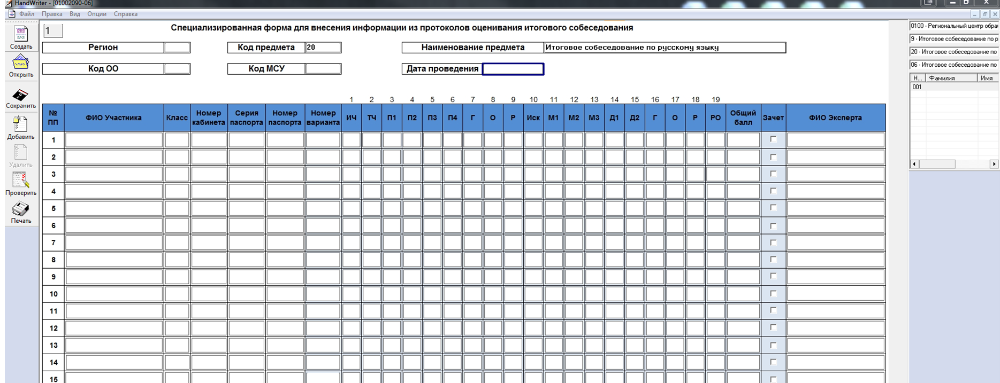 HandWriter - [01002090-06]
Файл Правка Вид Опции Справка
Создать
Открыть
Сохранить
Добавить
Удалить
Проверить
Печать
1
Специализированная форма для внесения информации из протоколов оценивания итогового собеседования
Регион Код предмета 20 Наименование предмета Итоговое собеседование по русскому языку
Код ОО Код МСУ Дата проведения
1 2 3 4 5 6 7 8 9 10 11 12 13 14 15 16 17 18 19
№ ПП ФИО Участника Класс Номер кабинета Серия паспорта Номер паспорта Номер варианта ИЧ ТЧ П1 П2 П3 П4 Г О Р Иск М1 М2 М3 Д1 Д2 Г О Р РО Общий балл Зачет ФИО Эксперта
1
2
3
4
5
6
7
8
9
10
11
12
13
14
15
0100 - Региональный центр обра
9 - Итоговое собеседование по р
20 - Итоговое собеседование по
06 - Итоговое собеседование по
Н... Фамилия Имя
001